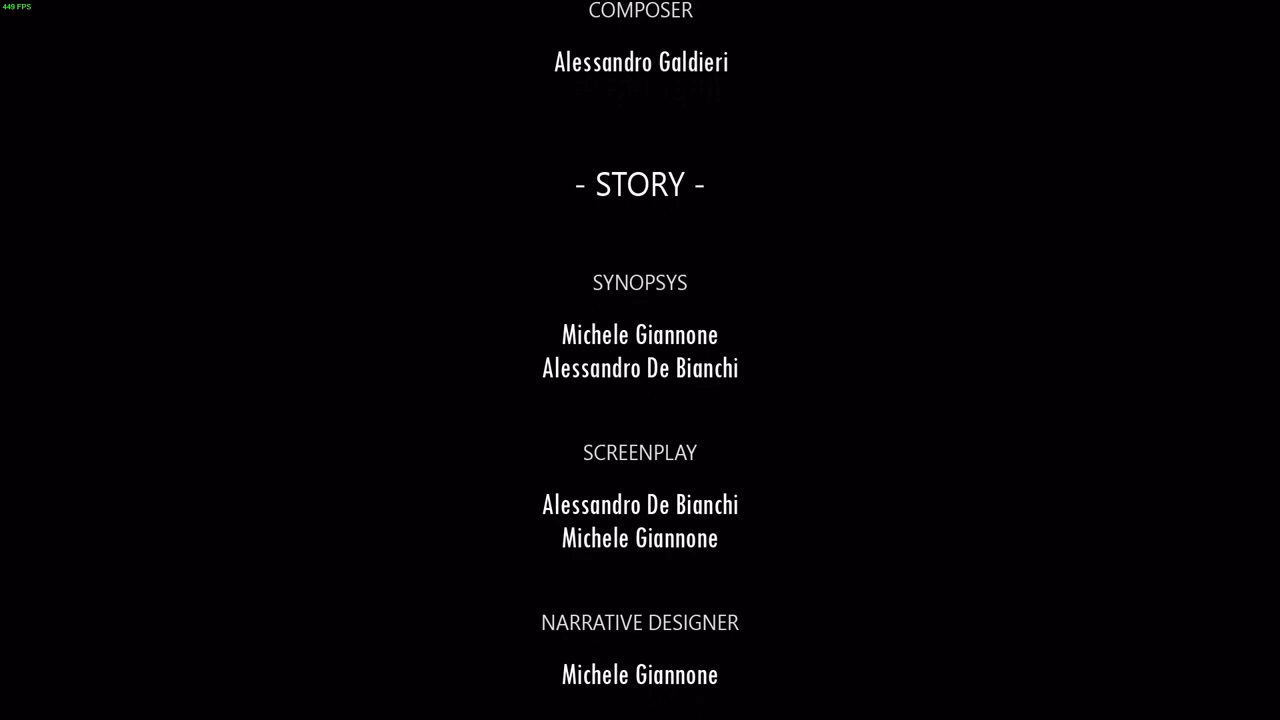 449 FPS
COMPOSER
Alessandro Galdieri
- STORY -
SYNOPSYS
Michele Giannone
Alessandro De Bianchi
SCREENPLAY
Alessandro De Bianchi
Michele Giannone
NARRATIVE DESIGNER
Michele Giannone